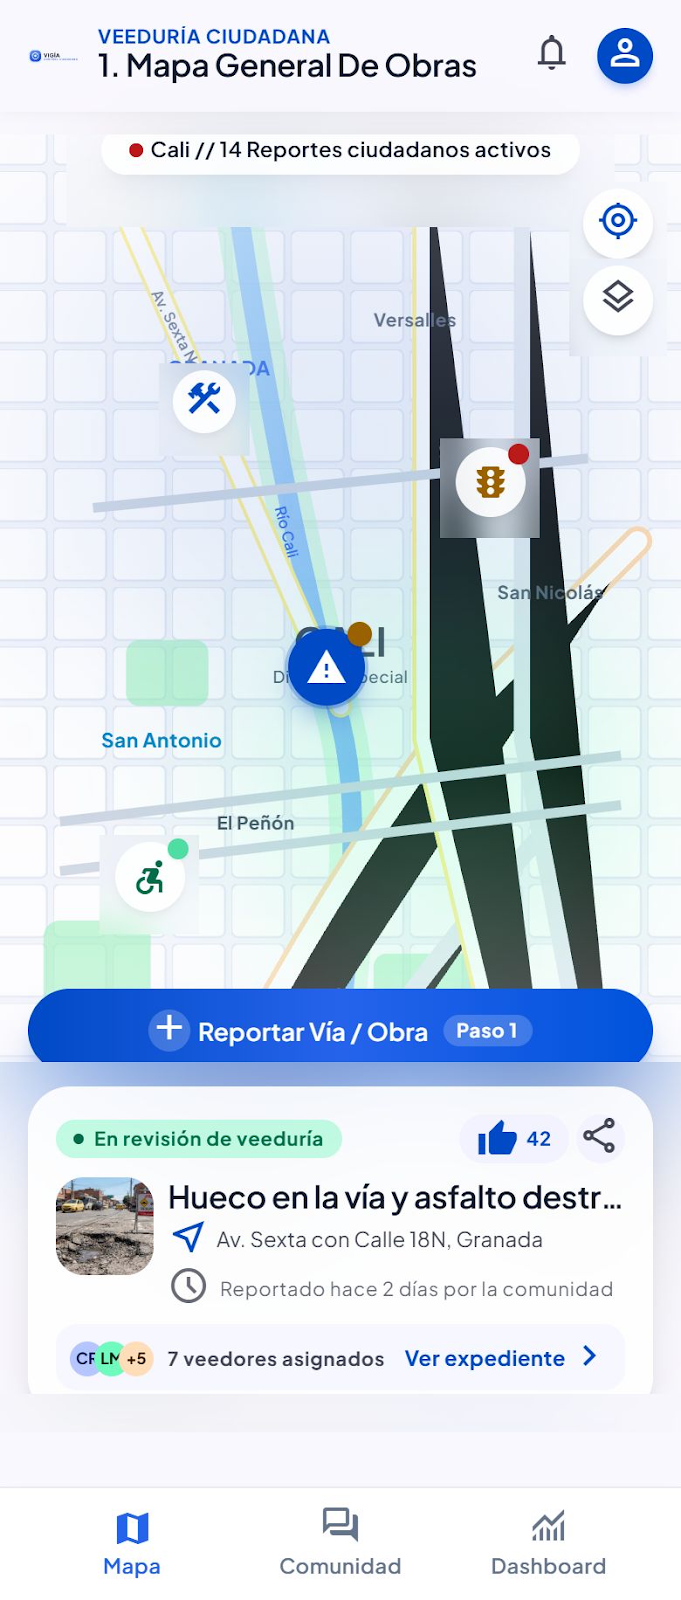 VIGÍA
VEEDURÍA CIUDADANA
1. Mapa General De Obras
Cali // 14 Reportes ciudadanos activos
Versalles
Av. Sexta N
Río Cali
San Nicolás
CALI
San Antonio
El Peñón
Reportar Vía / Obra Paso 1
En revisión de veeduría
42
Hueco en la vía y asfalto destr...
Av. Sexta con Calle 18N, Granada
Reportado hace 2 días por la comunidad
LM +5 7 veedores asignados Ver expediente
Mapa Comunidad Dashboard